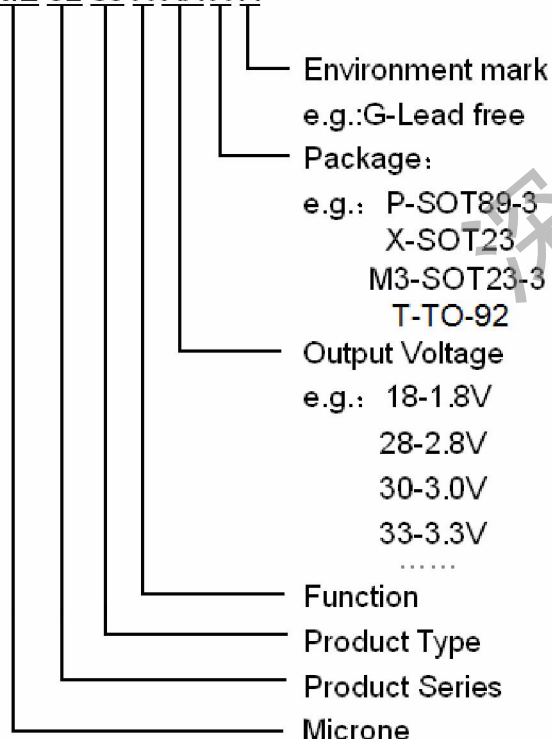 Environment mark
e.g.:G-Lead free
Package：
e.g.： P-SOT89-3
X-SOT23
M3-SOT23-3
T-TO-92
Output Voltage
e.g.： 18-1.8V
28-2.8V
30-3.0V
33-3.3V
……
Function
Product Type
Product Series
Microne
深